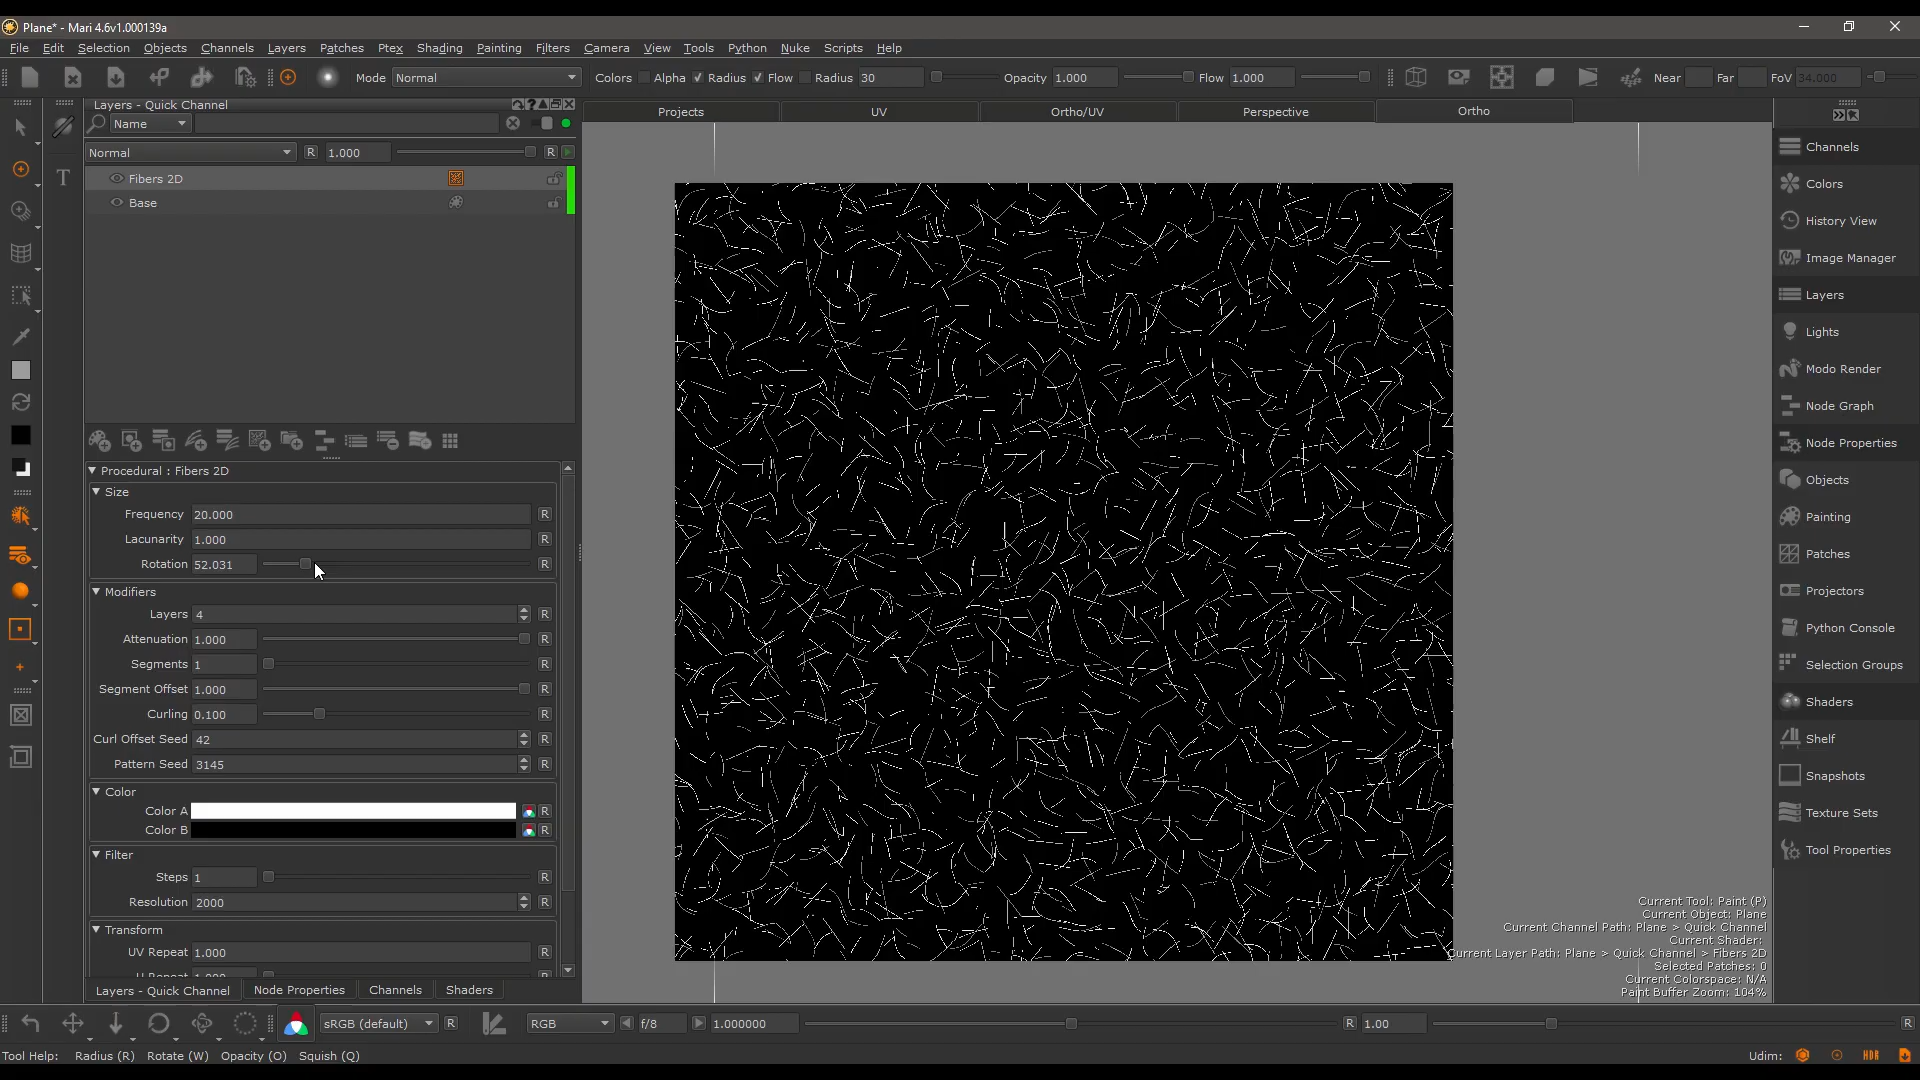 Plane* - Mari 4.6v1.000139a
File Edit Selection Objects Channels Layers Patches Ptex Shading Painting Filters Camera View Tools Python Nuke Scripts Help
Mode Normal Colors Alpha Radius Flow Radius 30 Opacity 1.000 Flow 1.000 Near Far FoV 34.000
Layers - Quick Channel
Projects UV Ortho/UV Perspective Ortho
Name
Normal R 1.000 R
Fibers 2D
Base
T
Procedural : Fibers 2D
Size
Frequency 20.000 R
Lacunarity 1.000 R
Rotation 52.031 R
Modifiers
Layers 4 R
Attenuation 1.000 R
Segments 1 R
Segment Offset 1.000 R
Curling 0.100 R
Curl Offset Seed 42 R
Pattern Seed 3145 R
Color
Color A R
Color B R
Filter
Steps 1 R
Resolution 2000 R
Transform
UV Repeat 1.000 R
Layers - Quick Channel Node Properties Channels Shaders
Channels
Colors
History View
Image Manager
Layers
Lights
Modo Render
Node Graph
Node Properties
Objects
Painting
Patches
Projectors
Python Console
Selection Groups
Shaders
Shelf
Snapshots
Texture Sets
Tool Properties
Current Tool: Paint (P)
Current Object: Plane
Current Channel Path: Plane > Quick Channel
Current Shader:
Current Layer Path: Plane > Quick Channel > Fibers 2D
Selected Patches: 0
Current Colorspace: N/A
Paint Buffer Zoom: 104%
sRGB (default) R RGB f/8 1.000000 R 1.00 R
Tool Help: Radius (R) Rotate (W) Opacity (O) Squish (Q) Udim: HDR